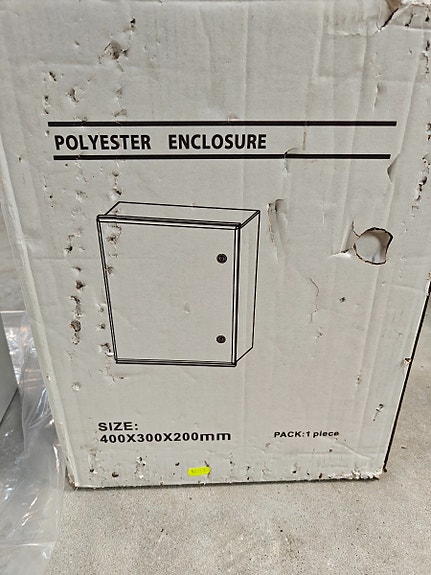 POLYESTER ENCLOSURE
SIZE:
400X300X200mm
PACK:1 piece